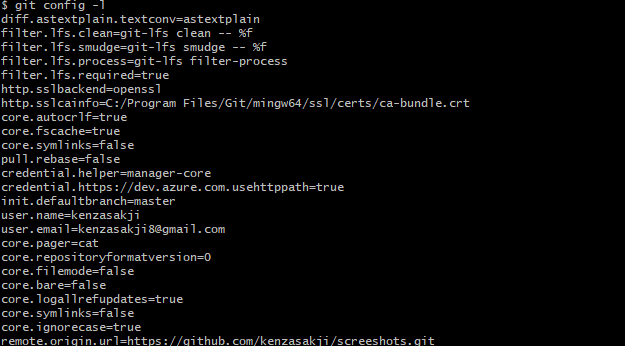 $ git config -l
diff.astextplain.textconv=astextplain
filter.lfs.clean=git-lfs clean -- %f
filter.lfs.smudge=git-lfs smudge -- %f
filter.lfs.process=git-lfs filter-process
filter.lfs.required=true
http.sslbackend=openssl
http.sslcainfo=C:/Program Files/Git/mingw64/ssl/certs/ca-bundle.crt
core.autocrlf=true
core.fscache=true
core.symlinks=false
pull.rebase=false
credential.helper=manager-core
credential.https://dev.azure.com.usehttppath=true
init.defaultbranch=master
user.name=kenzasakji
user.email=kenzasakji8@gmail.com
core.pager=cat
core.repositoryformatversion=0
core.filemode=false
core.bare=false
core.logallrefupdates=true
core.symlinks=false
core.ignorecase=true
remote.origin.url=https://github.com/kenzasakji/screeshots.git